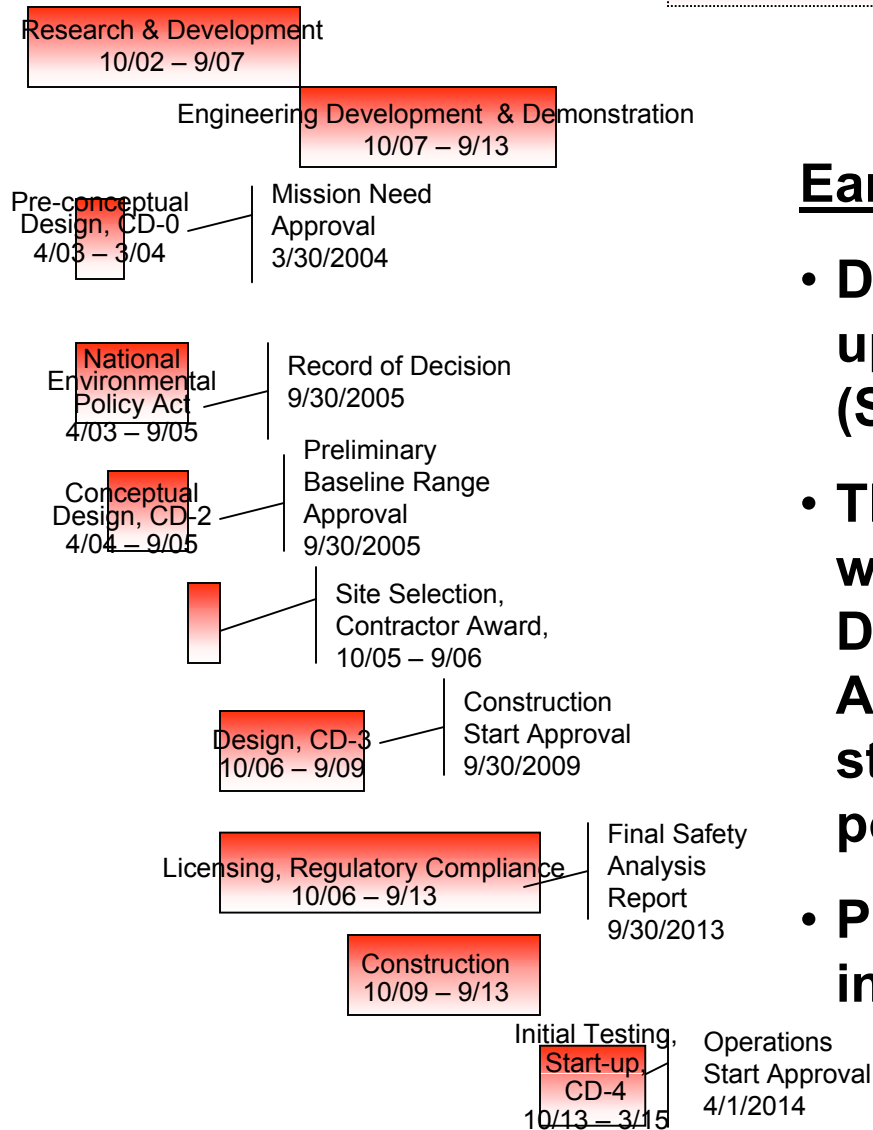 Research & Development
10/02 – 9/07
Engineering Development & Demonstration
10/07 – 9/13
Pre-conceptual
Design, CD-0
4/03 – 3/04
Mission Need
Approval
3/30/2004
National
Environmental
Policy Act
4/03 – 9/05
Record of Decision
9/30/2005
Conceptual
Design, CD-2
4/04 – 9/05
Preliminary
Baseline Range
Approval
9/30/2005
Site Selection,
Contractor Award,
10/05 – 9/06
Design, CD-3
10/06 – 9/09
Construction
Start Approval
9/30/2009
Licensing, Regulatory Compliance
10/06 – 9/13
Final Safety
Analysis
Report
9/30/2013
Construction
10/09 – 9/13
Initial Testing,
Start-up,
CD-4
10/13 – 3/15
Operations
Start Approval
4/1/2014